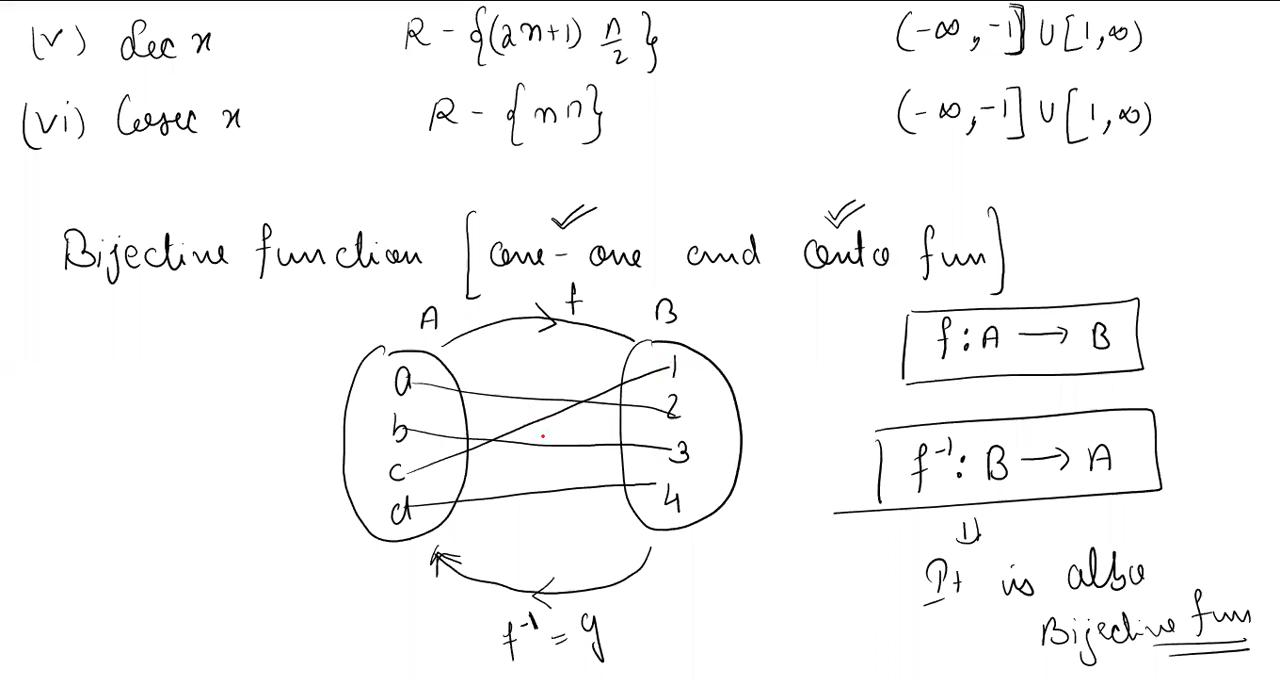 (v) Sec x R - {(2n+1) π/2} (-∞, -1] ∪ [1, ∞)
(vi) Cosec x R - {nπ} (-∞, -1] ∪ [1, ∞)
Bijective function [one-one and onto fun]
f
A B
f : A → B
a 1
b 2
c 3
d 4
f⁻¹ : B → A
⇓
It is also
Bijective fun
f⁻¹ = g